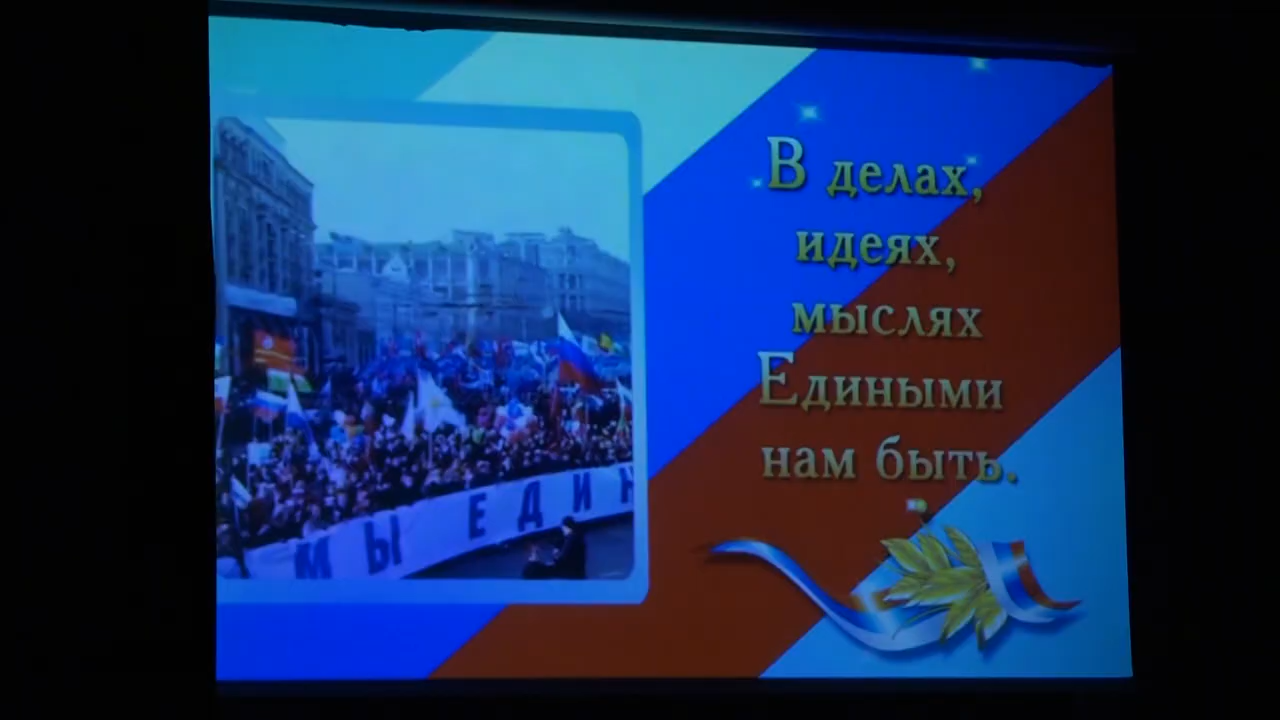 В делах,
идеях,
мыслях
Едиными
нам быть.
МЫ ЕДИН